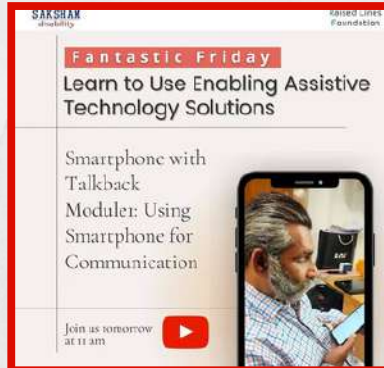 SAKSHAM
disability
Raised Lines
Foundation
Fantastic Friday
Learn to Use Enabling Assistive
Technology Solutions
Smartphone with
Talkback
Moduler: Using
Smartphone for
Communication
Join us tomorrow
at 11 am